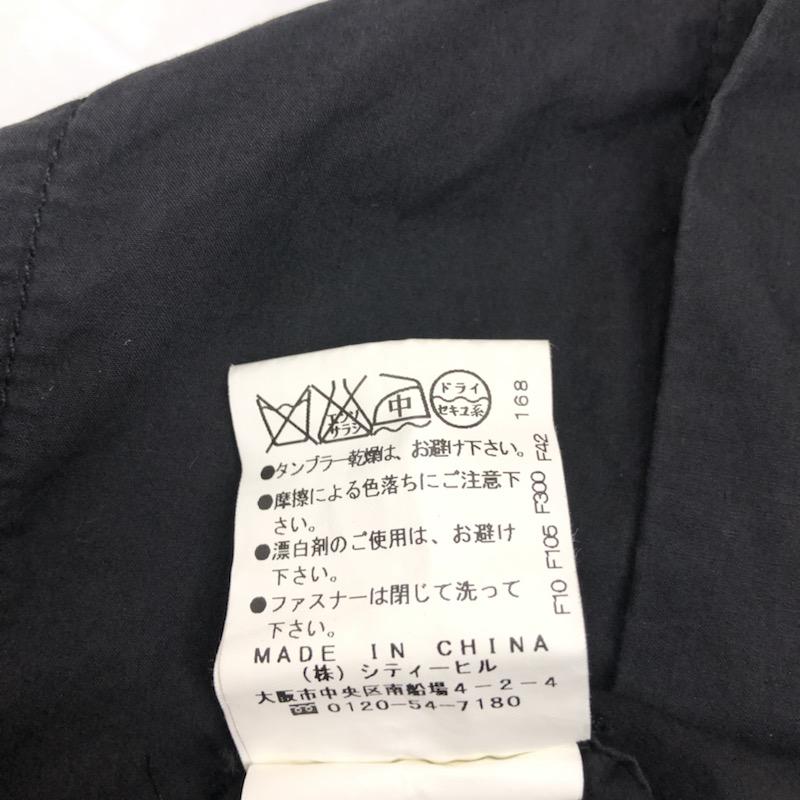 エンソ
サラシ
中
ドライ
セキユ系
●タンブラー乾燥は、お避け下さい。
●摩擦による色落ちにご注意下
さい。
●漂白剤のご使用は、お避け
下さい。
●ファスナーは閉じて洗って
下さい。
MADE IN CHINA
(株) シティーヒル
大阪市中央区南船場4-2-4
☎ 0120-54-7180
F10 F105 F300 F42 168